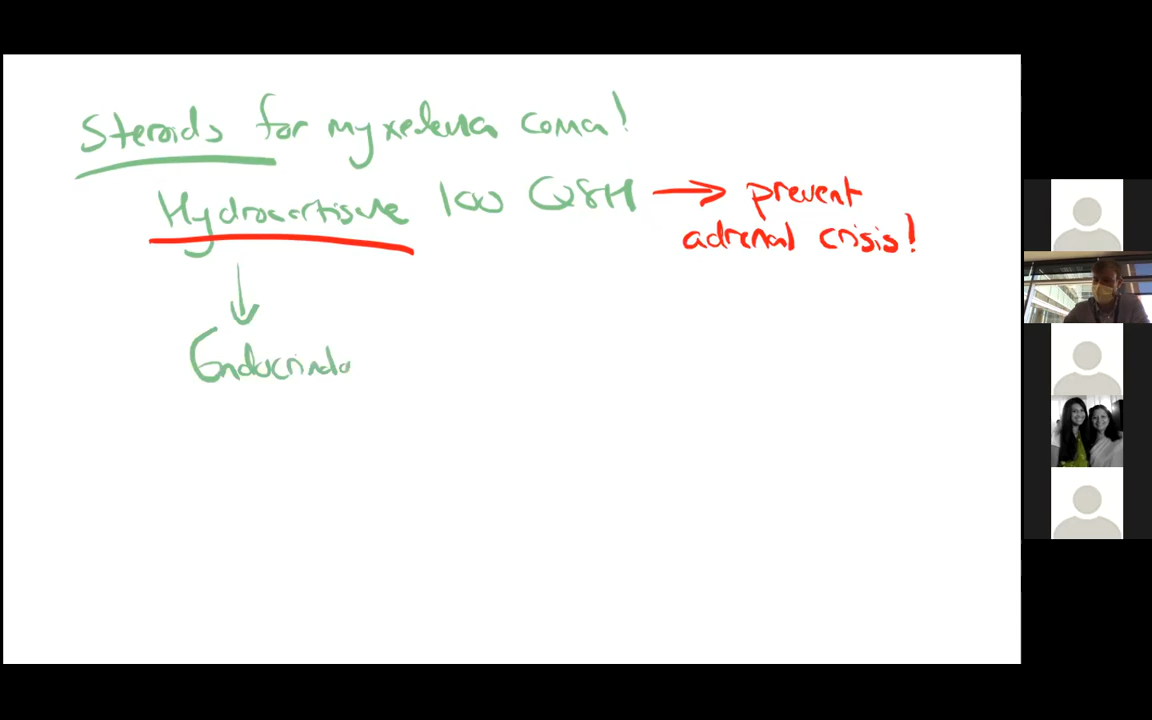 Steroids for myxedema coma!
Hydrocortisone 100 Q8H → prevent
adrenal crisis!
↓
Endocrinolo